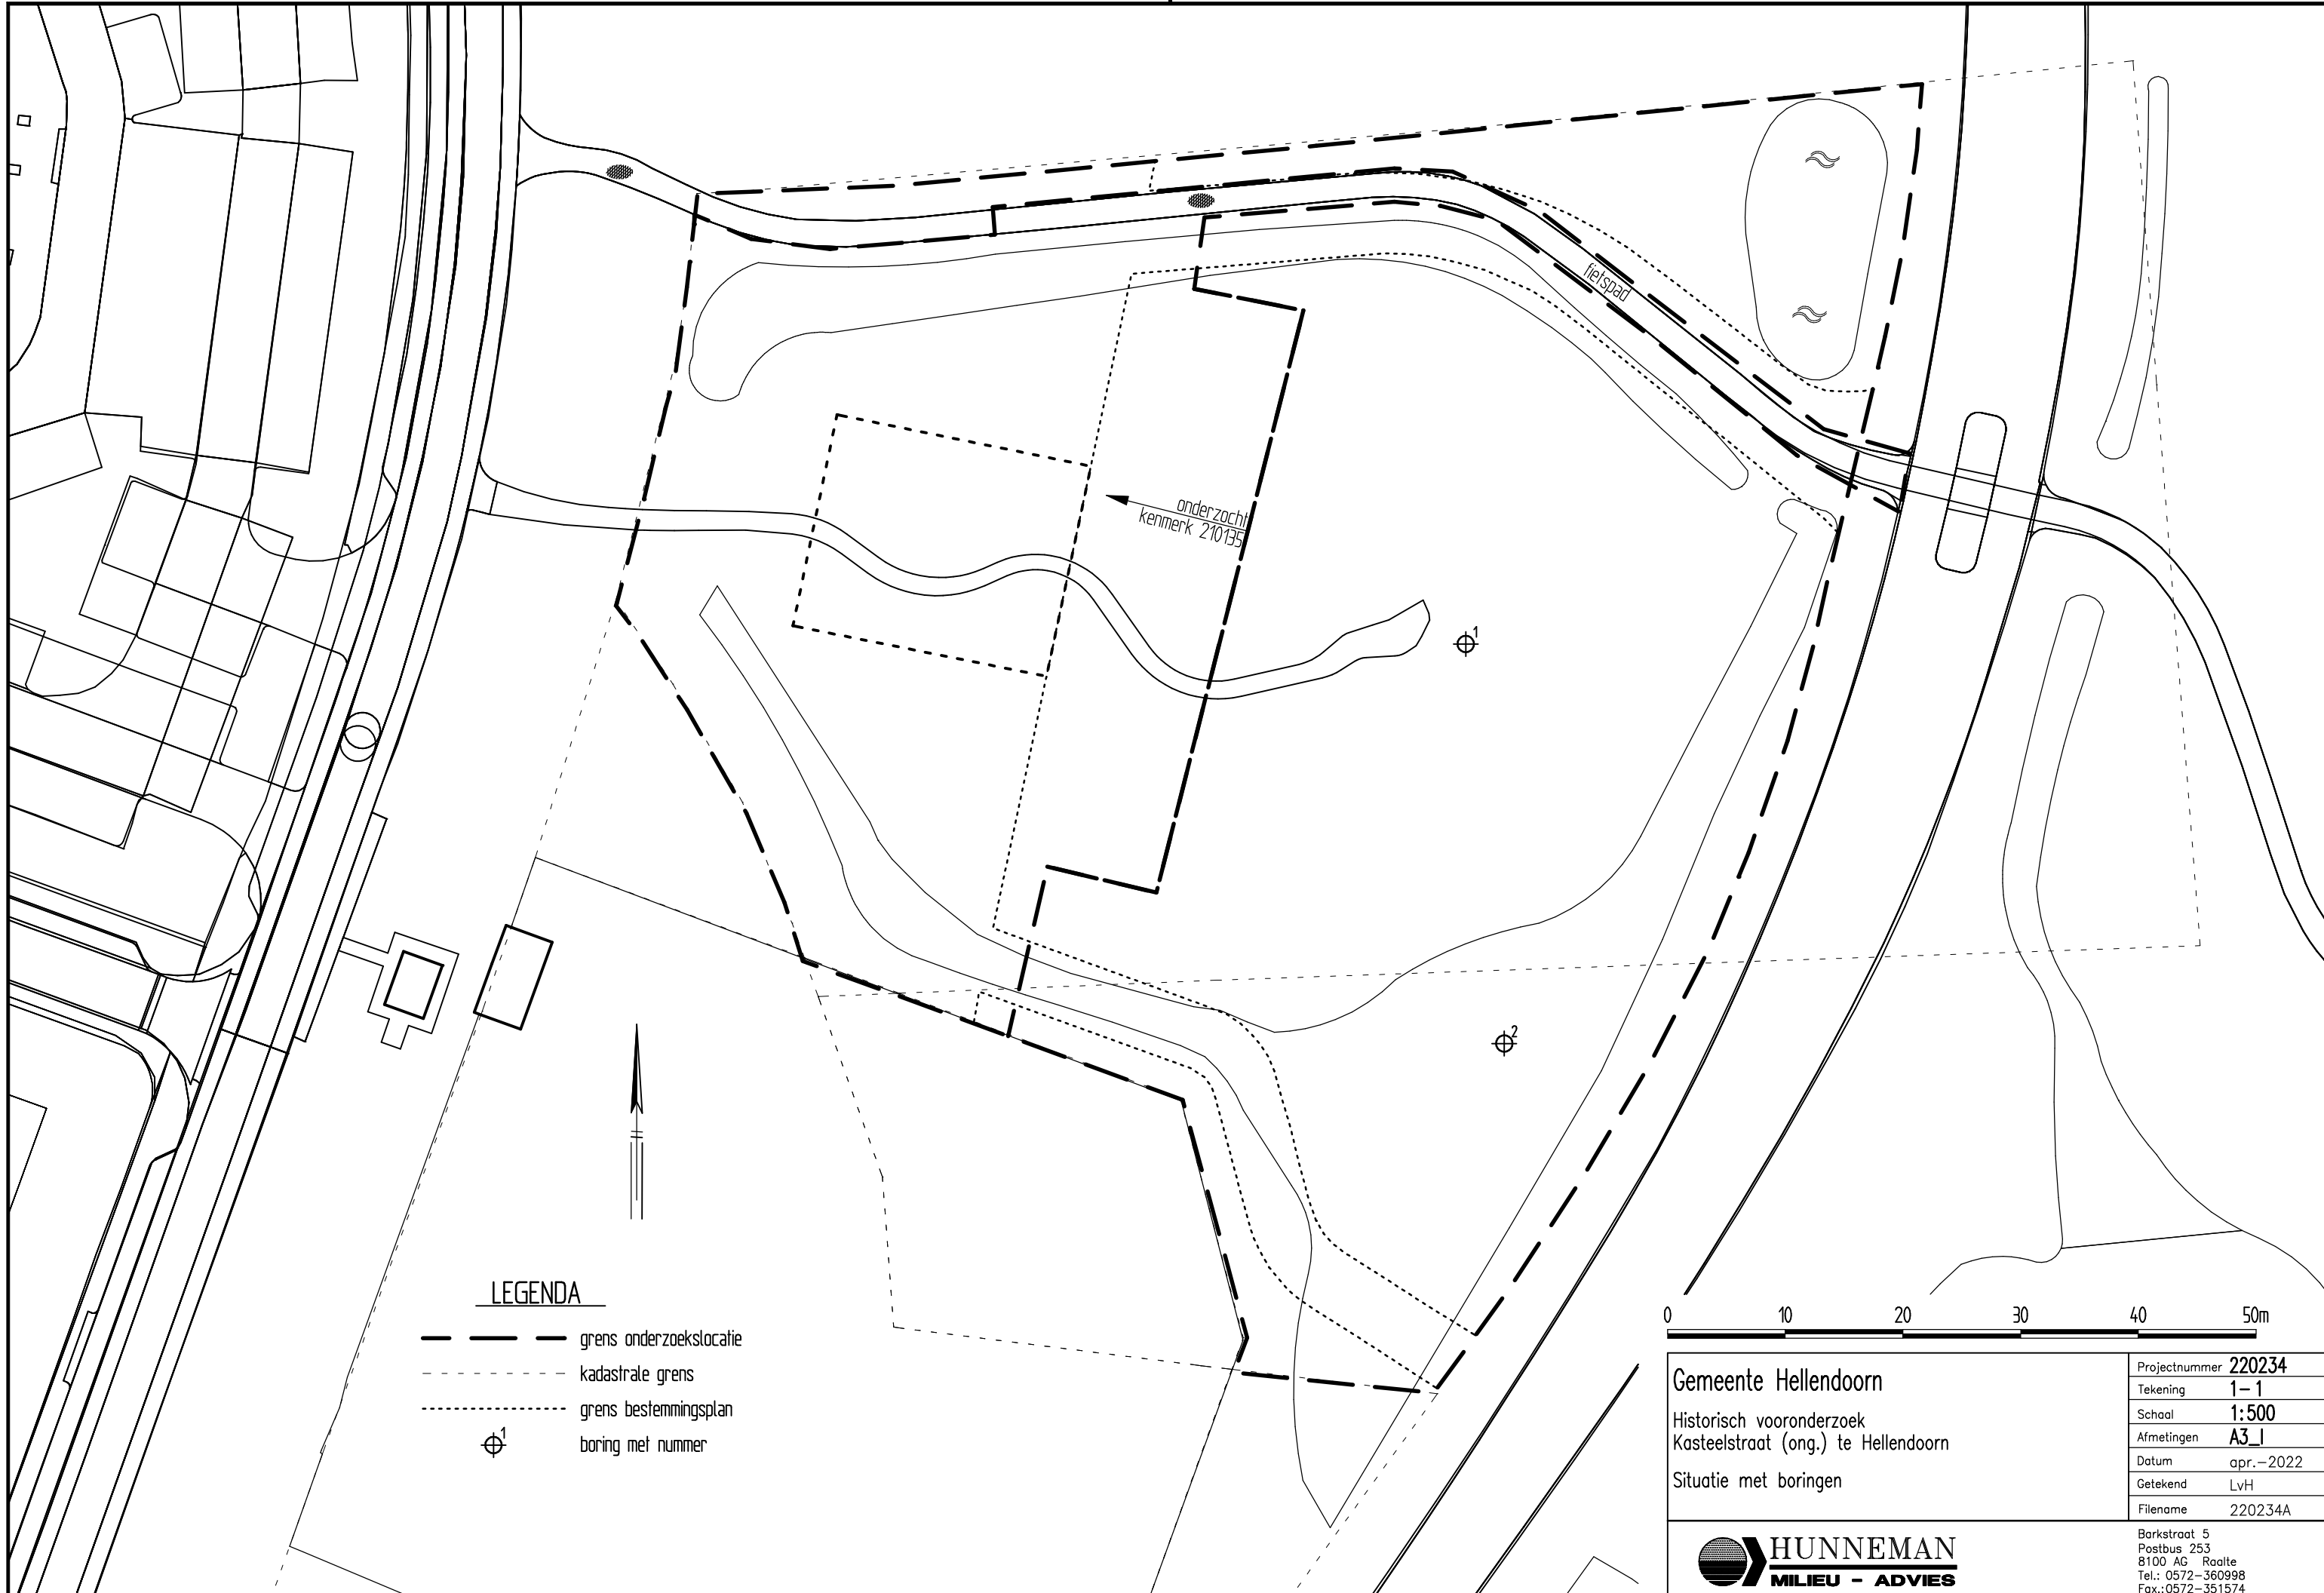 fietspad
onderzocht
kenmerk 210135
1
2
LEGENDA
grens onderzoekslocatie
kadastrale grens
grens bestemmingsplan
1
boring met nummer
0 10 20 30 40 50m
Gemeente Hellendoorn
Historisch vooronderzoek
Kasteelstraat (ong.) te Hellendoorn
Situatie met boringen
Projectnummer 220234
Tekening 1-1
Schaal 1:500
Afmetingen A3_l
Datum apr.-2022
Getekend LvH
Filename 220234A
HUNNEMAN
MILIEU - ADVIES
Barkstraat 5
Postbus 253
8100 AG Raalte
Tel.: 0572-360998
Fax.:0572-351574